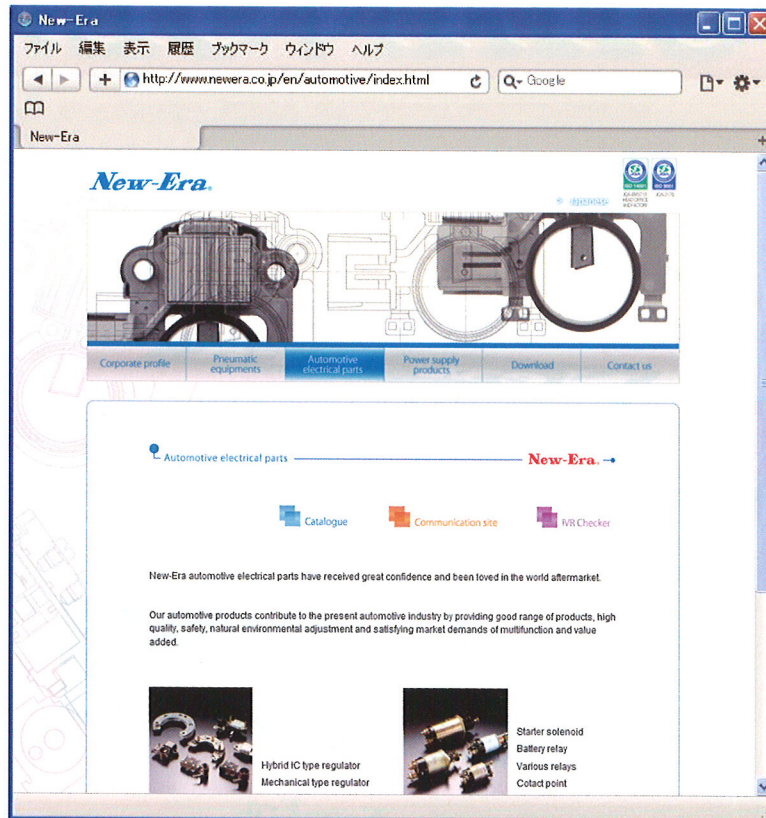 New-Era
ファイル 編集 表示 履歴 ブックマーク ウィンドウ ヘルプ
http://www.newera.co.jp/en/automotive/index.html
Google
New-Era
New-Era.
ISO 14001 ISO 9001
Japanese
Corporate profile
Pneumatic equipments
Automotive electrical parts
Power supply products
Download
Contact us
Automotive electrical parts
New-Era.
Catalogue
Communication site
IVR Checker
New-Era automotive electrical parts have received great confidence and been loved in the world aftermarket.
Our automotive products contribute to the present automotive industry by providing good range of products, high
quality, safety, natural environmental adjustment and satisfying market demands of multifunction and value
added.
Hybrid IC type regulator
Mechanical type regulator
Starter solenoid
Battery relay
Various relays
Cotact point